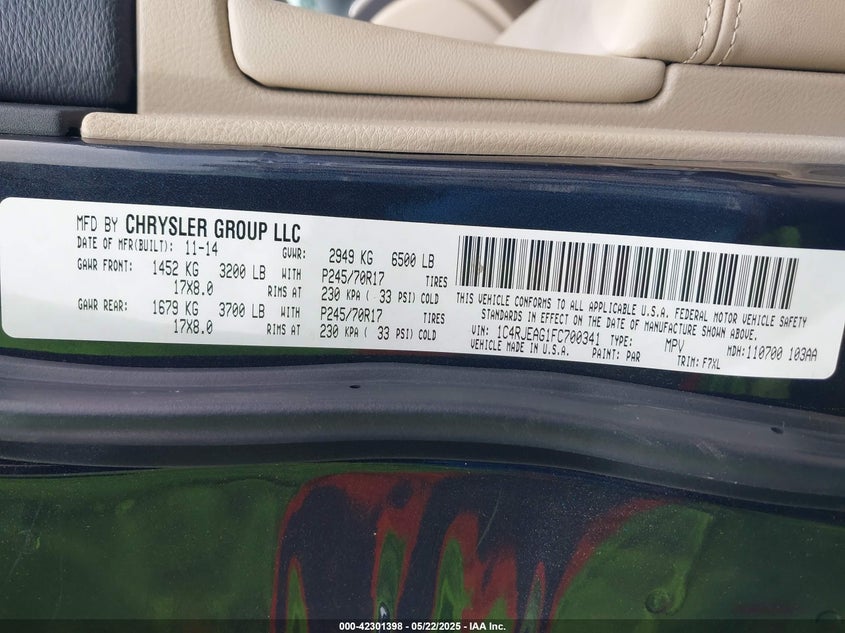 MFD BY CHRYSLER GROUP LLC
DATE OF MFR(BUILT): 11-14 GVWR: 2949 KG 6500 LB
GAWR FRONT: 1452 KG 3200 LB WITH P245/70R17 TIRES
17X8.0 RIMS AT 230 KPA ( 33 PSI) COLD
GAWR REAR: 1679 KG 3700 LB WITH P245/70R17 TIRES
17X8.0 RIMS AT 230 KPA ( 33 PSI) COLD
THIS VEHICLE CONFORMS TO ALL APPLICABLE U.S.A. FEDERAL MOTOR VEHICLE SAFETY
STANDARDS IN EFFECT ON THE DATE OF MANUFACTURE SHOWN ABOVE.
VIN: 1C4RJEAG1FC700341 TYPE: MPV MDH: 110700 103AA
VEHICLE MADE IN U.S.A. PAINT: PAR TRIM: F7XL
000-42301398 - 05/22/2025 - IAA Inc.